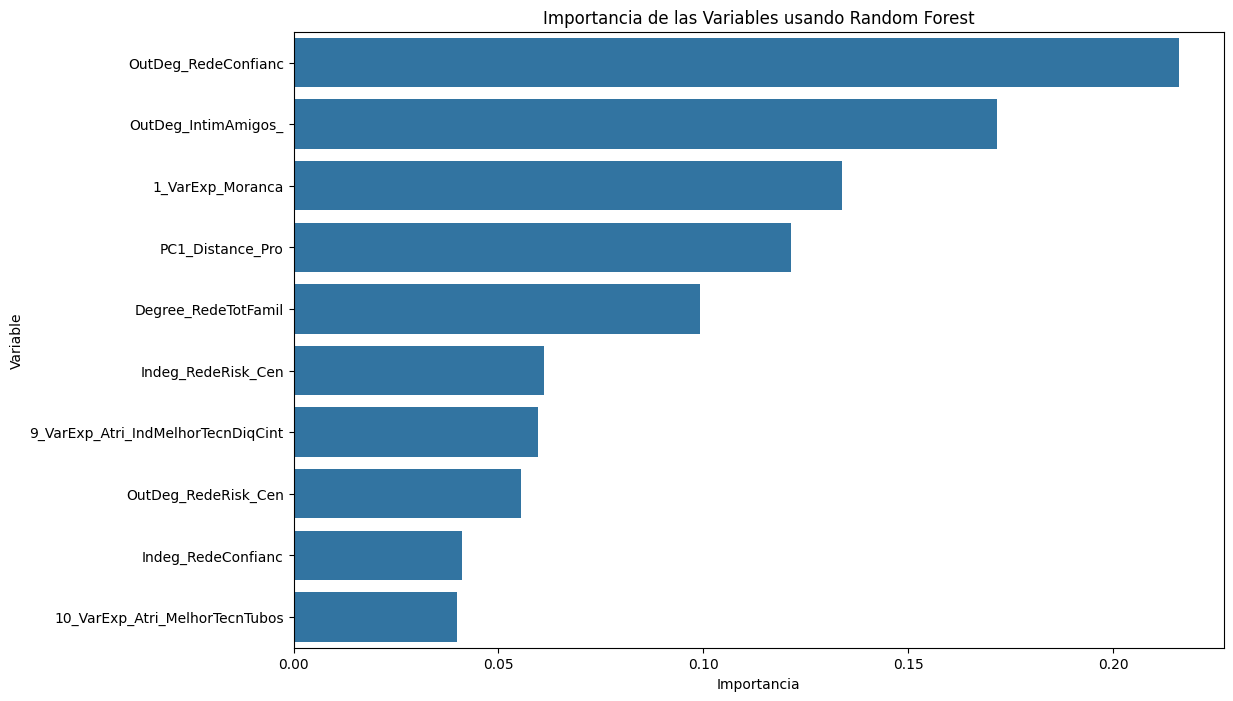 Importancia de las Variables usando Random Forest
OutDeg_RedeConfianc
OutDeg_IntimAmigos_
1_VarExp_Moranca
PC1_Distance_Pro
Degree_RedeTotFamil
Indeg_RedeRisk_Cen
9_VarExp_Atri_IndMelhorTecnDiqCint
OutDeg_RedeRisk_Cen
Indeg_RedeConfianc
10_VarExp_Atri_MelhorTecnTubos
Variable
0.00 0.05 0.10 0.15 0.20
Importancia